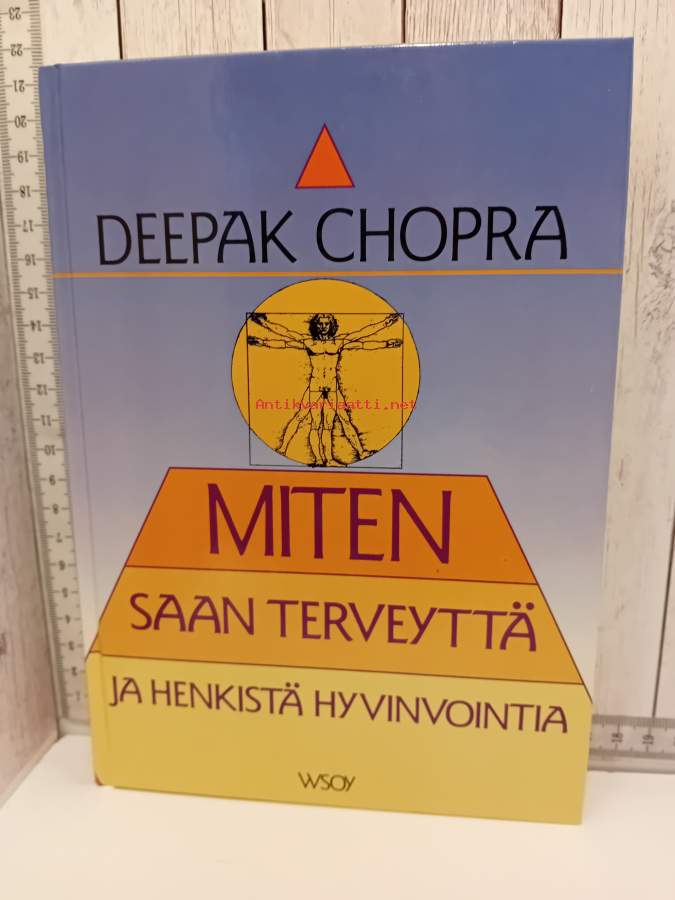 DEEPAK CHOPRA
Antikvariaatti.net
MITEN
SAAN TERVEYTTÄ
JA HENKISTÄ HYVINVOINTIA
WSOY